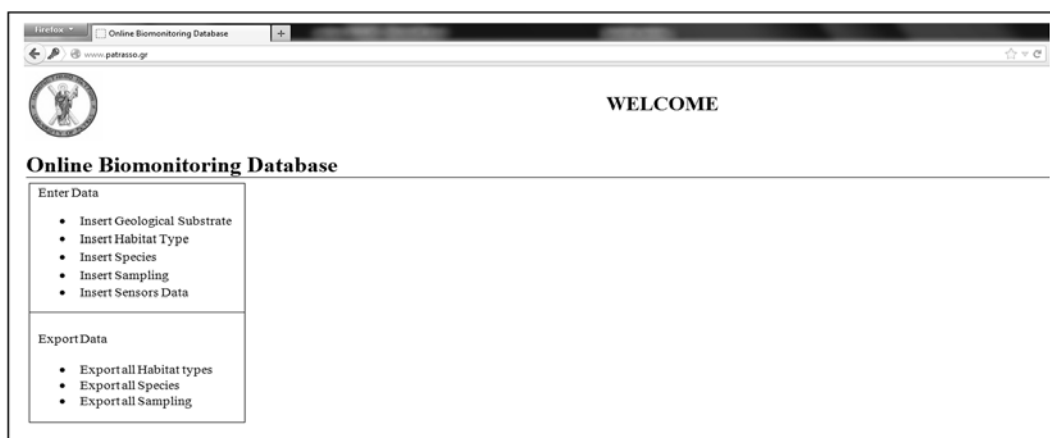 Firefox
Online Biomonitoring Database
+
www.patrasso.gr
WELCOME
Online Biomonitoring Database
Enter Data
• Insert Geological Substrate
• Insert Habitat Type
• Insert Species
• Insert Sampling
• Insert Sensors Data
Export Data
• Export all Habitat types
• Export all Species
• Export all Sampling